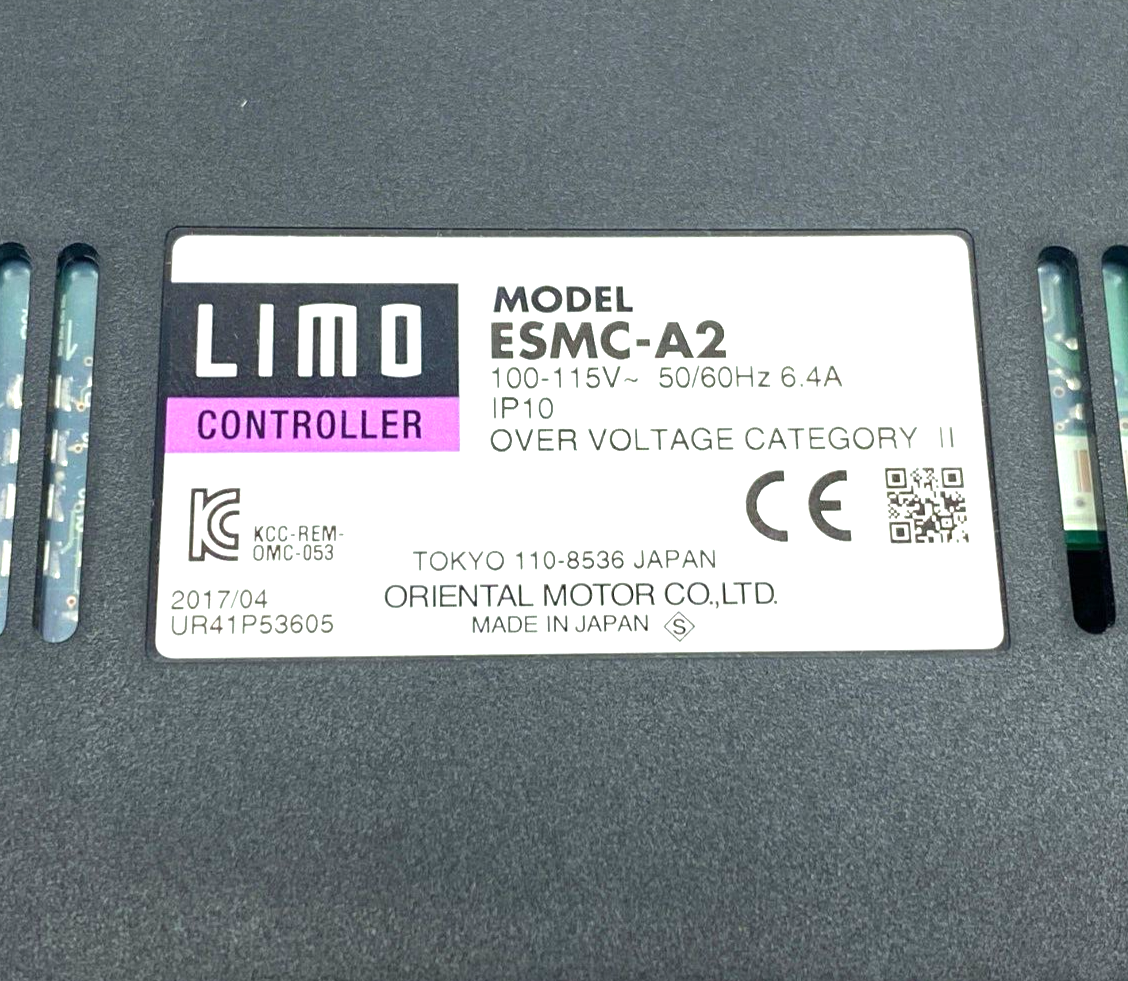 LIMO
CONTROLLER
MODEL
ESMC-A2
100-115V~ 50/60Hz 6.4A
IP10
OVER VOLTAGE CATEGORY II
CE
KC
KCC-REM-
OMC-053
TOKYO 110-8536 JAPAN
2017/04
ORIENTAL MOTOR CO.,LTD.
UR41P53605
MADE IN JAPAN S